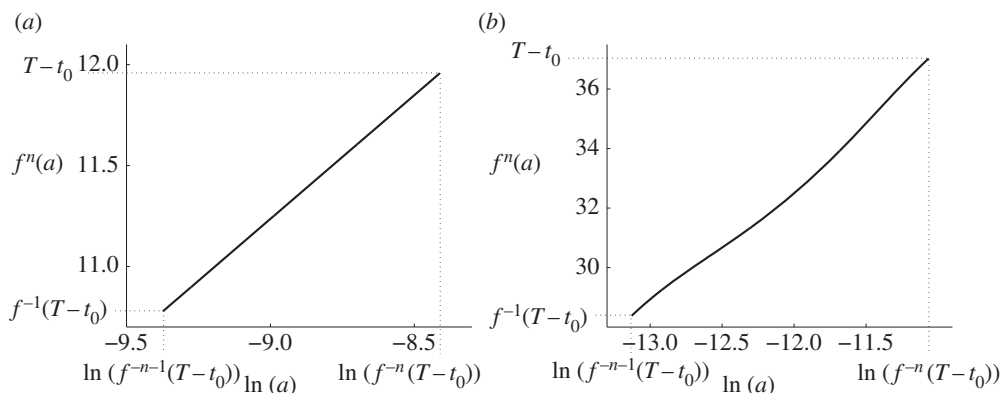 (a)
T – t₀
12.0
fⁿ(a)
11.5
11.0
f⁻¹(T – t₀)
–9.5 –9.0 –8.5
ln (f⁻ⁿ⁻¹(T – t₀)) ln (a) ln (f⁻ⁿ(T – t₀))
(b)
T – t₀
36
fⁿ(a)
34
32
30
f⁻¹(T – t₀)
–13.0 –12.5 –12.0 –11.5
ln (f⁻ⁿ⁻¹(T – t₀)) ln (a) ln (f⁻ⁿ(T – t₀))